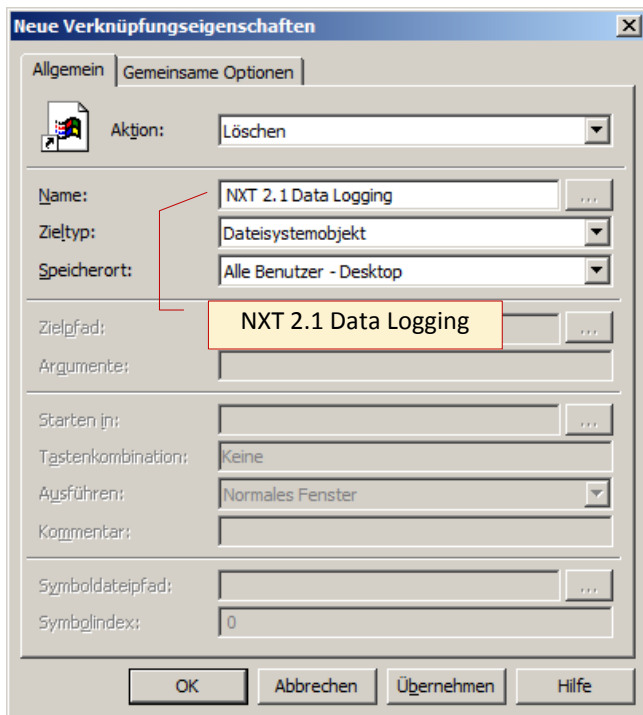 Neue Verknüpfungseigenschaften
Allgemein Gemeinsame Optionen
Aktion: Löschen
Name: NXT 2.1 Data Logging ...
Zieltyp: Dateisystemobjekt
Speicherort: Alle Benutzer - Desktop
NXT 2.1 Data Logging
Zielpfad: ...
Argumente:
Starten in: ...
Tastenkombination: Keine
Ausführen: Normales Fenster
Kommentar:
Symboldateipfad: ...
Symbolindex: 0
OK Abbrechen Übernehmen Hilfe